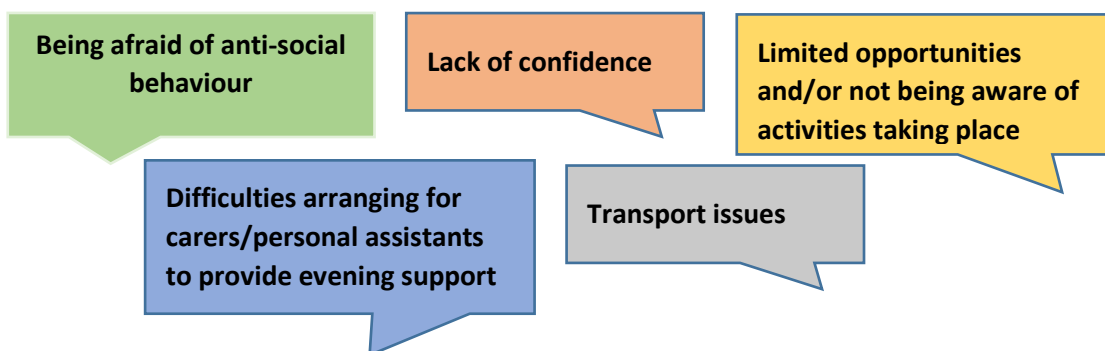 Being afraid of anti-social
behaviour
Lack of confidence
Limited opportunities
and/or not being aware of
activities taking place
Difficulties arranging for
carers/personal assistants
to provide evening support
Transport issues